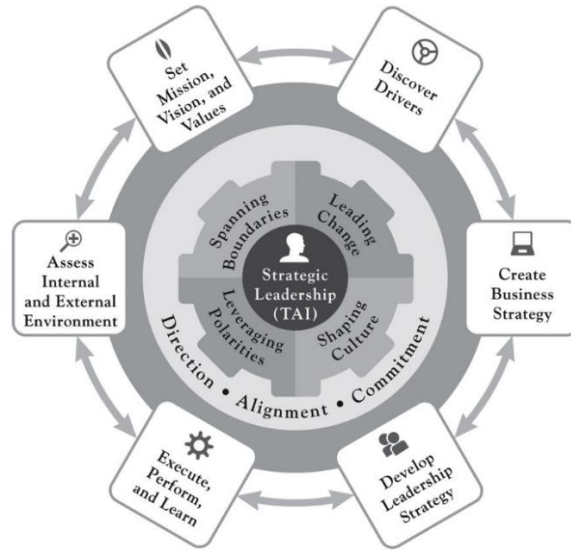 Set
Mission,
Vision, and
Values
Discover
Drivers
Assess
Internal
and External
Environment
Spanning
Boundaries
Leading
Change
Strategic
Leadership
(TAI)
Leveraging
Polarities
Shaping
Culture
Create
Business
Strategy
Direction • Alignment • Commitment
Execute,
Perform,
and Learn
Develop
Leadership
Strategy